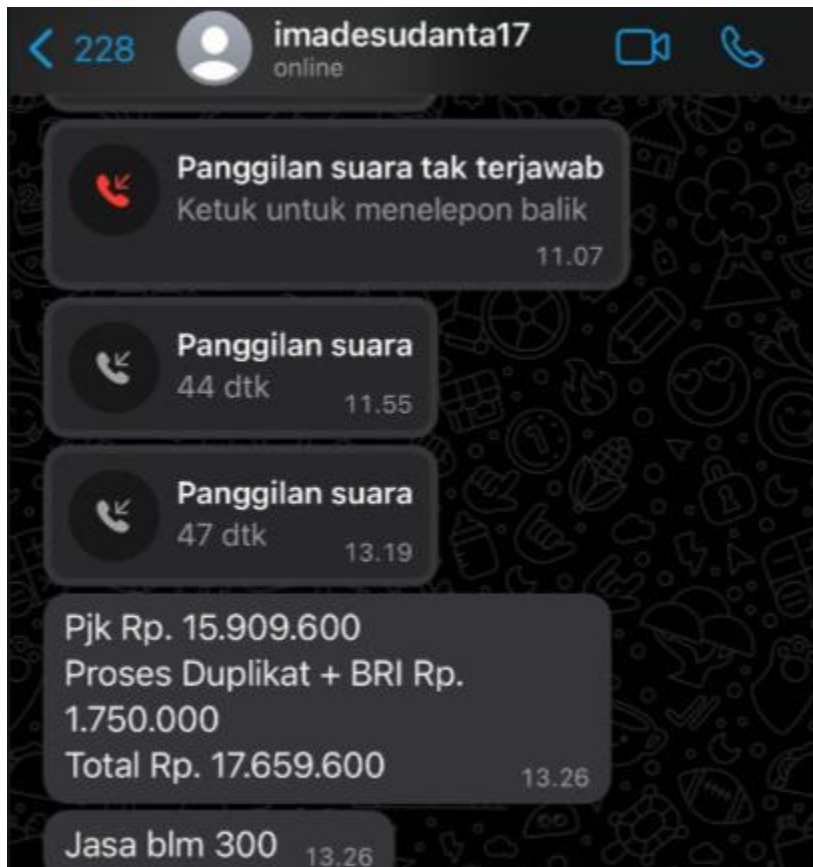 228
imadesudanta17
online
Panggilan suara tak terjawab
Ketuk untuk menelepon balik
11.07
Panggilan suara
44 dtk
11.55
Panggilan suara
47 dtk
13.19
Pjk Rp. 15.909.600
Proses Duplikat + BRI Rp.
1.750.000
Total Rp. 17.659.600
13.26
Jasa blm 300
13.26